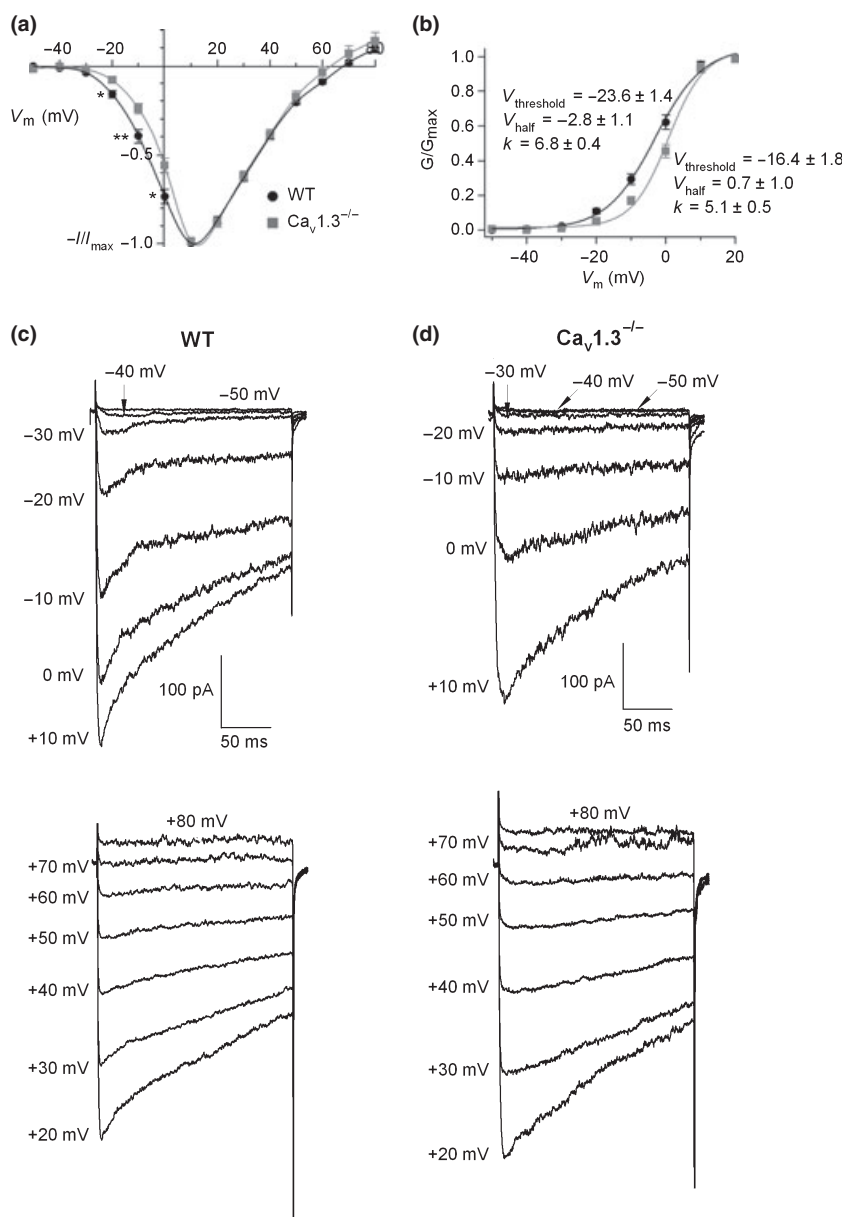 (a)
−40 −20 0 20 40 60 80
Vm (mV)
*
**
*
−0.5
−I/Imax −1.0
WT
Cav1.3−/−
(b)
1.0
0.8
0.6
0.4
0.2
0.0
G/Gmax
Vthreshold = −23.6 ± 1.4
Vhalf = −2.8 ± 1.1
k = 6.8 ± 0.4
Vthreshold = −16.4 ± 1.8
Vhalf = 0.7 ± 1.0
k = 5.1 ± 0.5
−40 −20 0 20
Vm (mV)
(c)
WT
−40 mV
−50 mV
−30 mV
−20 mV
−10 mV
0 mV
+10 mV
100 pA
50 ms
+80 mV
+70 mV
+60 mV
+50 mV
+40 mV
+30 mV
+20 mV
(d)
Cav1.3−/−
−30 mV
−40 mV
−50 mV
−20 mV
−10 mV
0 mV
+10 mV
100 pA
50 ms
+80 mV
+70 mV
+60 mV
+50 mV
+40 mV
+30 mV
+20 mV